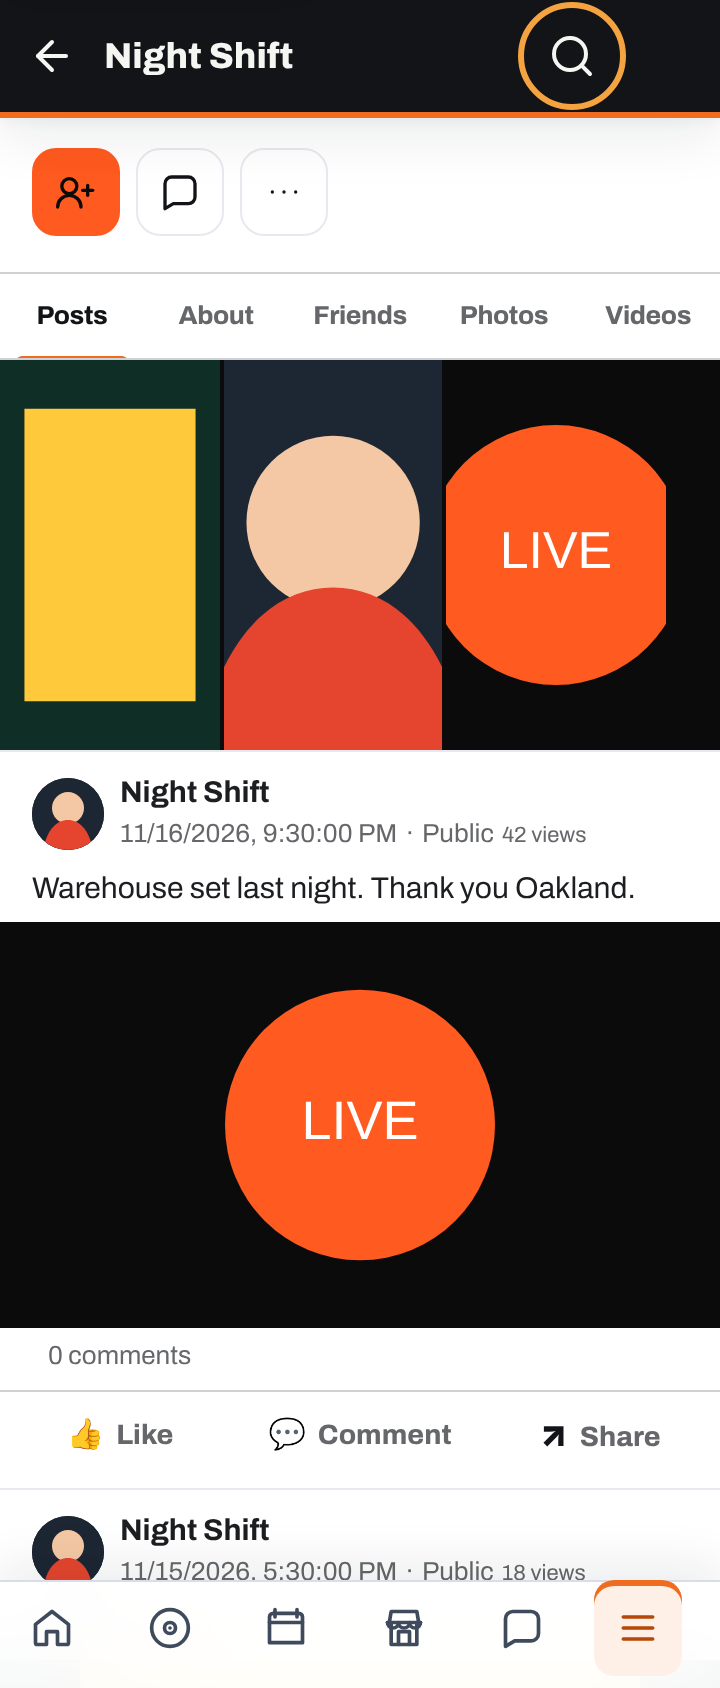 Night Shift
Posts About Friends Photos Videos
LIVE
Night Shift
11/16/2026, 9:30:00 PM · Public 42 views
Warehouse set last night. Thank you Oakland.
LIVE
0 comments
Like Comment Share
Night Shift
11/15/2026, 5:30:00 PM · Public 18 views